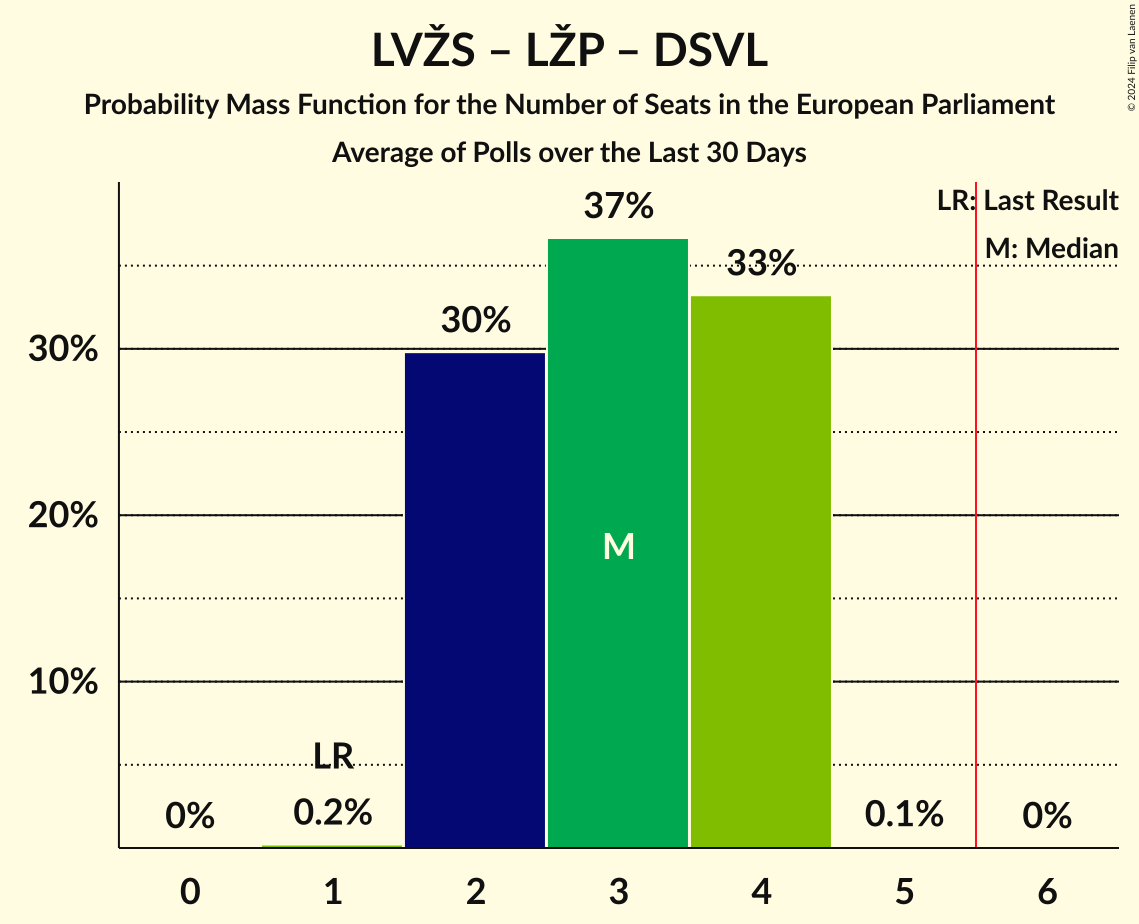 LVŽS – LŽP – DSVL
Probability Mass Function for the Number of Seats in the European Parliament
Average of Polls over the Last 30 Days
© 2024 Filip van Laenen
LR: Last Result
M: Median
37%
33%
30%
30%
20%
M
10%
LR
0%
0.2%
0.1%
0%
0 1 2 3 4 5 6